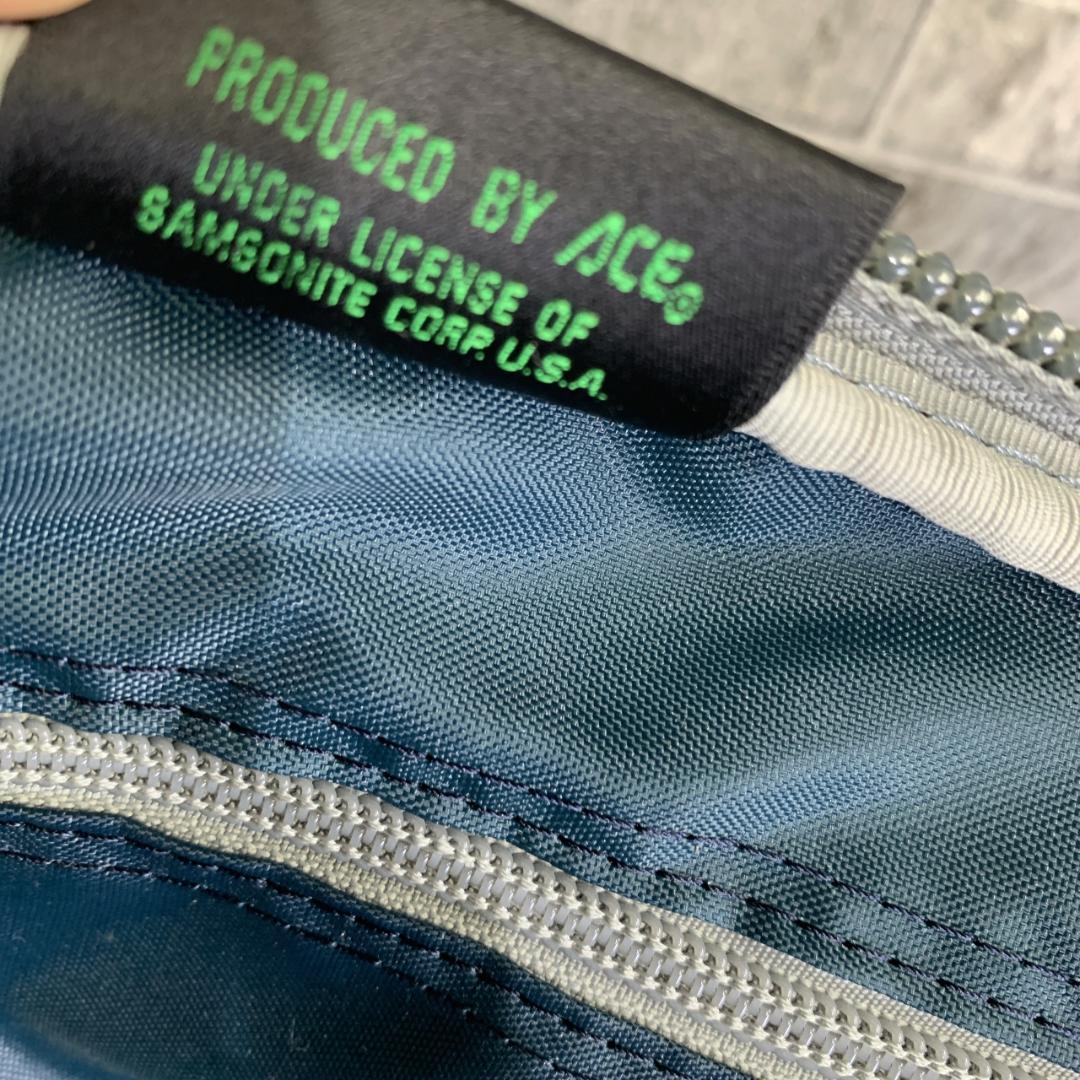 PRODUCED BY ACE®
UNDER LICENSE OF
SAMSONITE CORP. U.S.A.